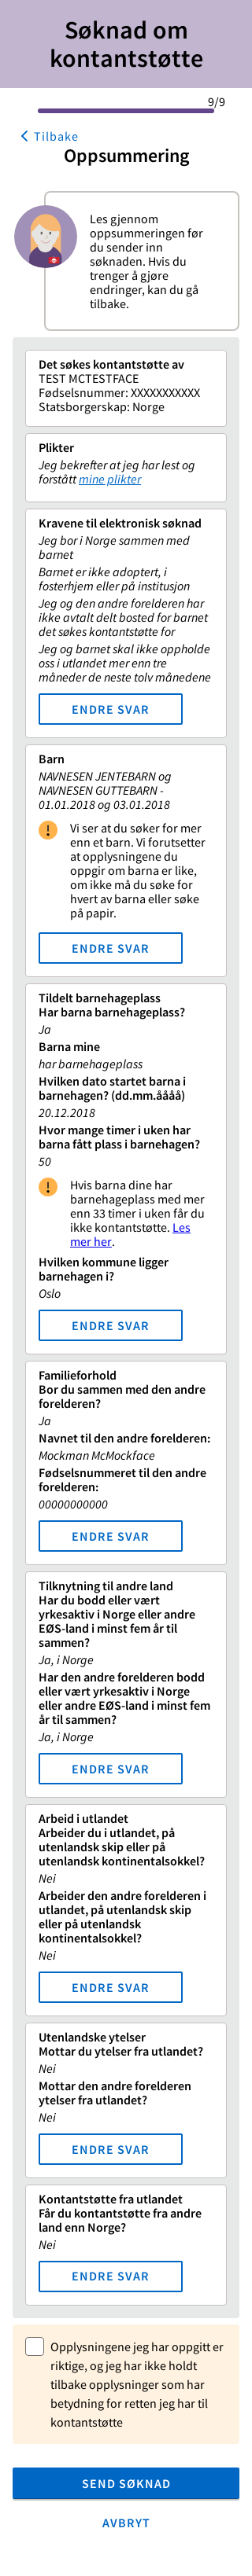 Søknad om
kontantstøtte
9/9
Tilbake
Oppsummering
Les gjennom
oppsummeringen før
du sender inn
søknaden. Hvis du
trenger å gjøre
endringer, kan du gå
tilbake.
Det søkes kontantstøtte av
TEST MCTESTFACE
Fødselsnummer: XXXXXXXXXXX
Statsborgerskap: Norge
Plikter
Jeg bekrefter at jeg har lest og
forstått mine plikter
Kravene til elektronisk søknad
Jeg bor i Norge sammen med
barnet
Barnet er ikke adoptert, i
fosterhjem eller på institusjon
Jeg og den andre forelderen har
ikke avtalt delt bosted for barnet
det søkes kontantstøtte for
Jeg og barnet skal ikke oppholde
oss i utlandet mer enn tre
måneder de neste tolv månedene
ENDRE SVAR
Barn
NAVNESEN JENTEBARN og
NAVNESEN GUTTEBARN -
01.01.2018 og 03.01.2018
Vi ser at du søker for mer
enn et barn. Vi forutsetter
at opplysningene du
oppgir om barna er like,
om ikke må du søke for
hvert av barna eller søke
på papir.
ENDRE SVAR
Tildelt barnehageplass
Har barna barnehageplass?
Ja
Barna mine
har barnehageplass
Hvilken dato startet barna i
barnehagen? (dd.mm.åååå)
20.12.2018
Hvor mange timer i uken har
barna fått plass i barnehagen?
50
Hvis barna dine har
barnehageplass med mer
enn 33 timer i uken får du
ikke kontantstøtte. Les
mer her.
Hvilken kommune ligger
barnehagen i?
Oslo
ENDRE SVAR
Familieforhold
Bor du sammen med den andre
forelderen?
Ja
Navnet til den andre forelderen:
Mockman McMockface
Fødselsnummeret til den andre
forelderen:
00000000000
ENDRE SVAR
Tilknytning til andre land
Har du bodd eller vært
yrkesaktiv i Norge eller andre
EØS-land i minst fem år til
sammen?
Ja, i Norge
Har den andre forelderen bodd
eller vært yrkesaktiv i Norge
eller andre EØS-land i minst fem
år til sammen?
Ja, i Norge
ENDRE SVAR
Arbeid i utlandet
Arbeider du i utlandet, på
utenlandsk skip eller på
utenlandsk kontinentalsokkel?
Nei
Arbeider den andre forelderen i
utlandet, på utenlandsk skip
eller på utenlandsk
kontinentalsokkel?
Nei
ENDRE SVAR
Utenlandske ytelser
Mottar du ytelser fra utlandet?
Nei
Mottar den andre forelderen
ytelser fra utlandet?
Nei
ENDRE SVAR
Kontantstøtte fra utlandet
Får du kontantstøtte fra andre
land enn Norge?
Nei
ENDRE SVAR
Opplysningene jeg har oppgitt er
riktige, og jeg har ikke holdt
tilbake opplysninger som har
betydning for retten jeg har til
kontantstøtte
SEND SØKNAD
AVBRYT